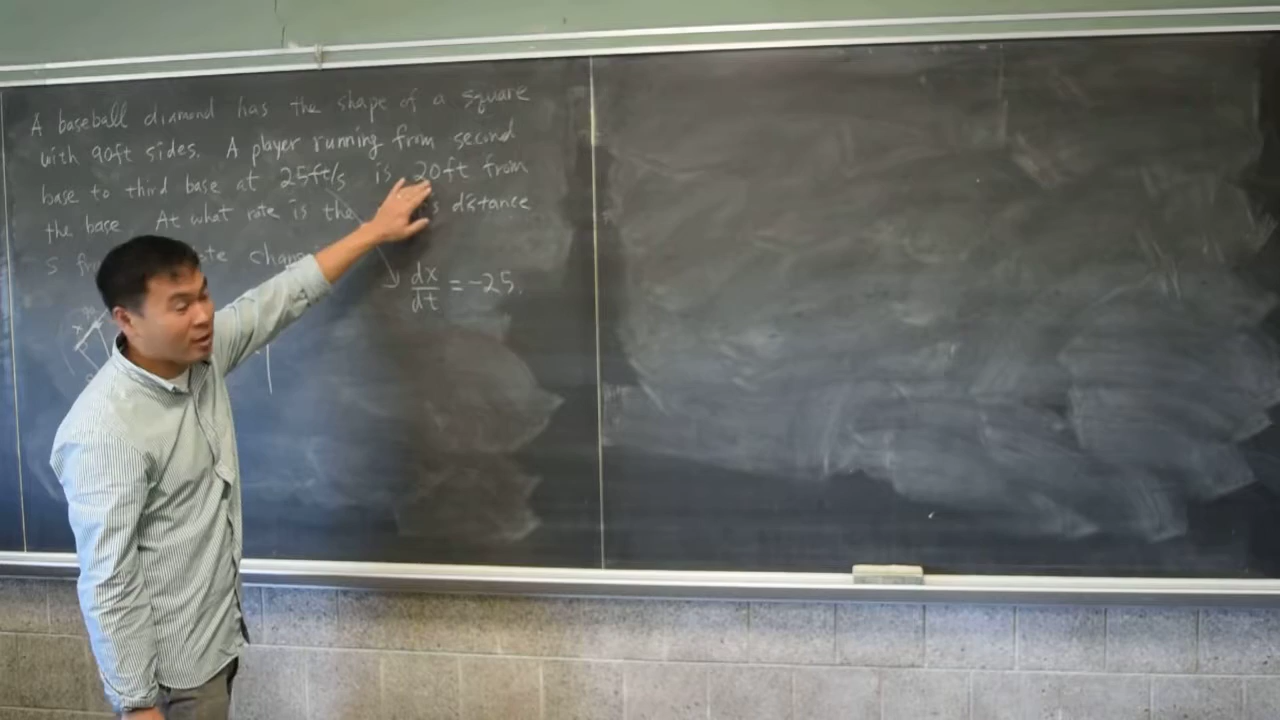 A baseball diamond has the shape of a square
with 90ft sides. A player running from second
base to third base at 25ft/s is 20ft from
the base. At what rate is the distance
s
dx/dt = -25.
x